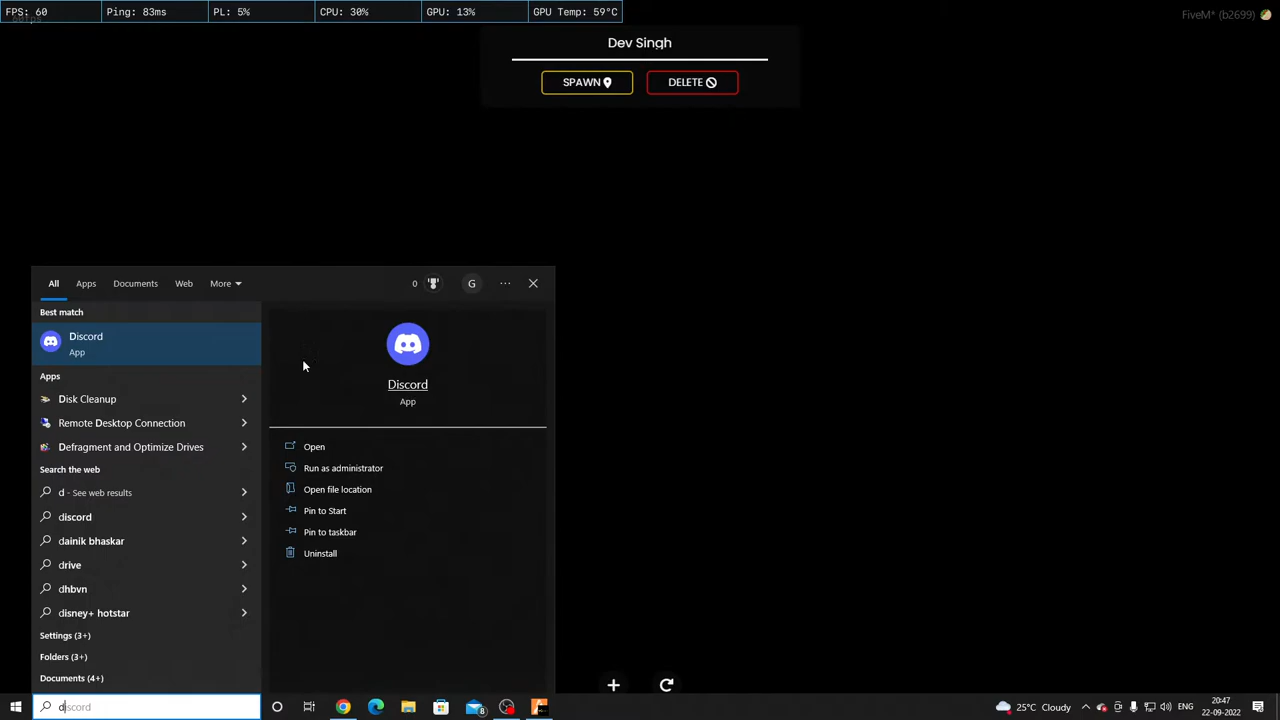 FPS: 60
Ping: 83ms
PL: 5%
CPU: 30%
GPU: 13%
GPU Temp: 59°C
60fps
FiveM* (b2699)
Dev Singh
SPAWN
DELETE
All
Apps
Documents
Web
More
0
G
Best match
Discord
App
Apps
Disk Cleanup
Remote Desktop Connection
Defragment and Optimize Drives
Search the web
d - See web results
discord
dainik bhaskar
drive
dhbvn
disney+ hotstar
Settings (3+)
Folders (3+)
Documents (4+)
Discord
App
Open
Run as administrator
Open file location
Pin to Start
Pin to taskbar
Uninstall
discord
8
25°C Cloudy
20:47
22-09-2022